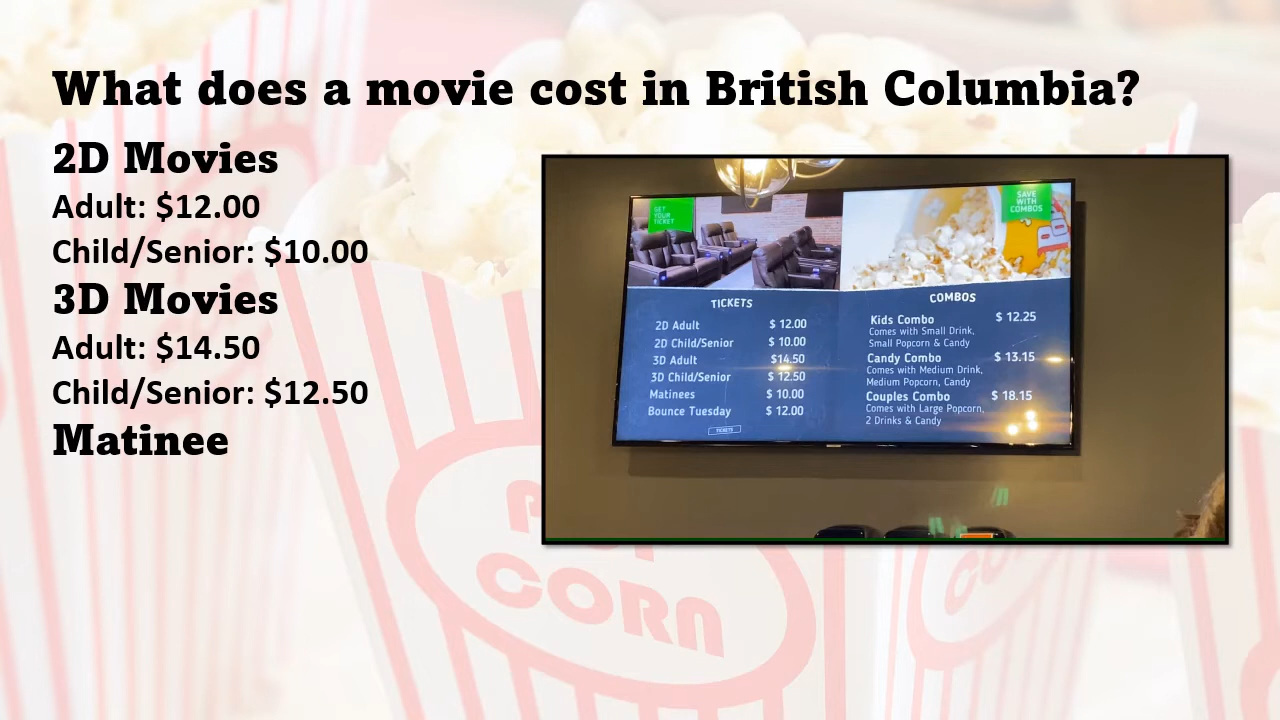 What does a movie cost in British Columbia?
2D Movies
Adult: $12.00
Child/Senior: $10.00
3D Movies
Adult: $14.50
Child/Senior: $12.50
Matinee
GET
YOUR
TICKET
TICKETS
2D Adult $ 12.00
2D Child/Senior $ 10.00
3D Adult $14.50
3D Child/Senior $ 12.50
Matinees $ 10.00
Bounce Tuesday $ 12.00
TICKETS
SAVE
WITH
COMBOS
COMBOS
Kids Combo $ 12.25
Comes with Small Drink,
Small Popcorn & Candy
Candy Combo $ 13.15
Comes with Medium Drink,
Medium Popcorn, Candy
Couples Combo $ 18.15
Comes with Large Popcorn,
2 Drinks & Candy
CORN